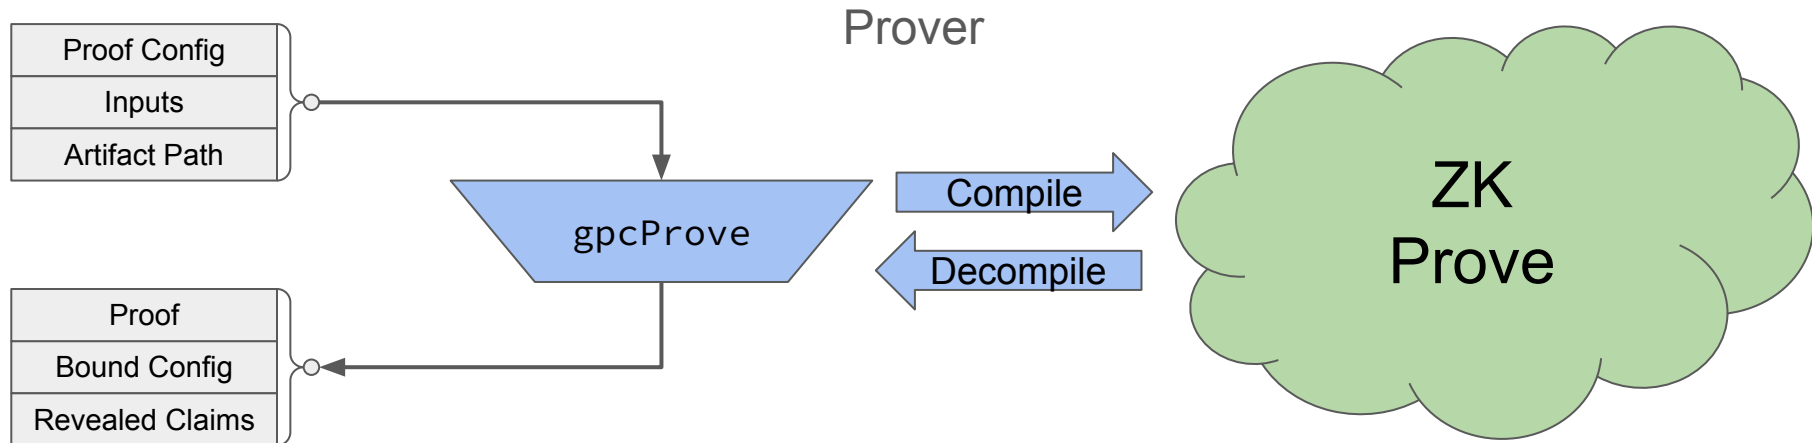 Prover
Proof Config
Inputs
Artifact Path
gpcProve
Compile
Decompile
ZK
Prove
Proof
Bound Config
Revealed Claims